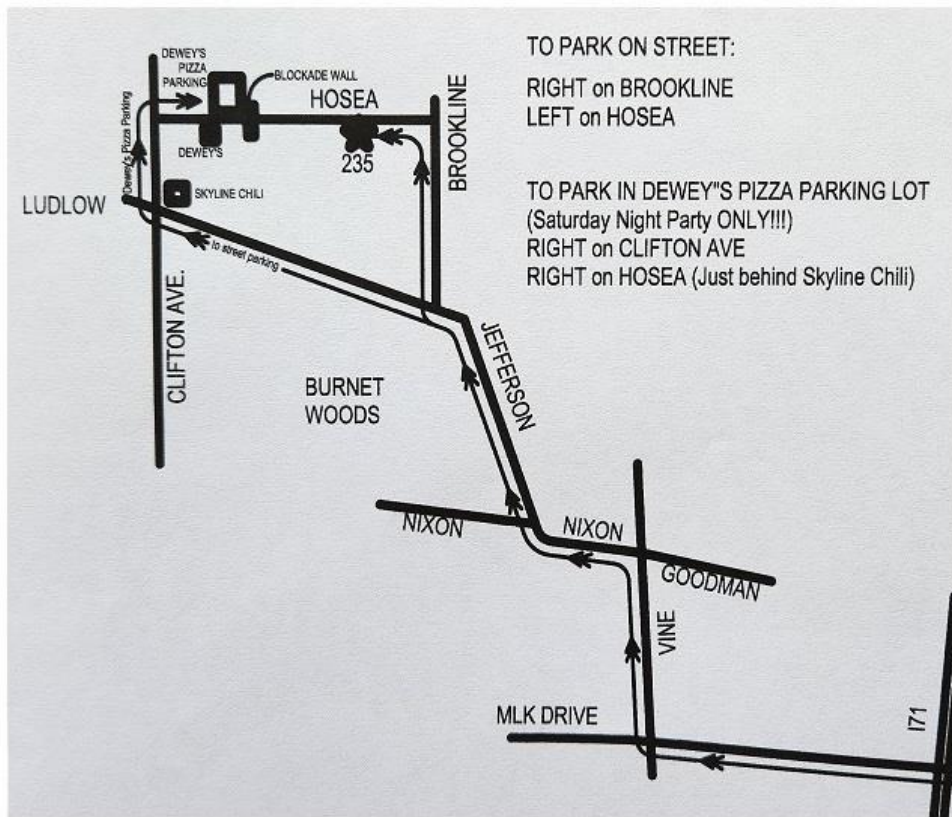 TO PARK ON STREET:
RIGHT on BROOKLINE
LEFT on HOSEA
TO PARK IN DEWEY"S PIZZA PARKING LOT
(Saturday Night Party ONLY!!!)
RIGHT on CLIFTON AVE
RIGHT on HOSEA (Just behind Skyline Chili)
DEWEY'S
PIZZA
PARKING
BLOCKADE WALL
HOSEA
BROOKLINE
Dewey's Pizza Parking
DEWEY'S
235
SKYLINE CHILI
LUDLOW
to street parking
CLIFTON AVE.
JEFFERSON
BURNET
WOODS
NIXON
NIXON
GOODMAN
VINE
MLK DRIVE
I71